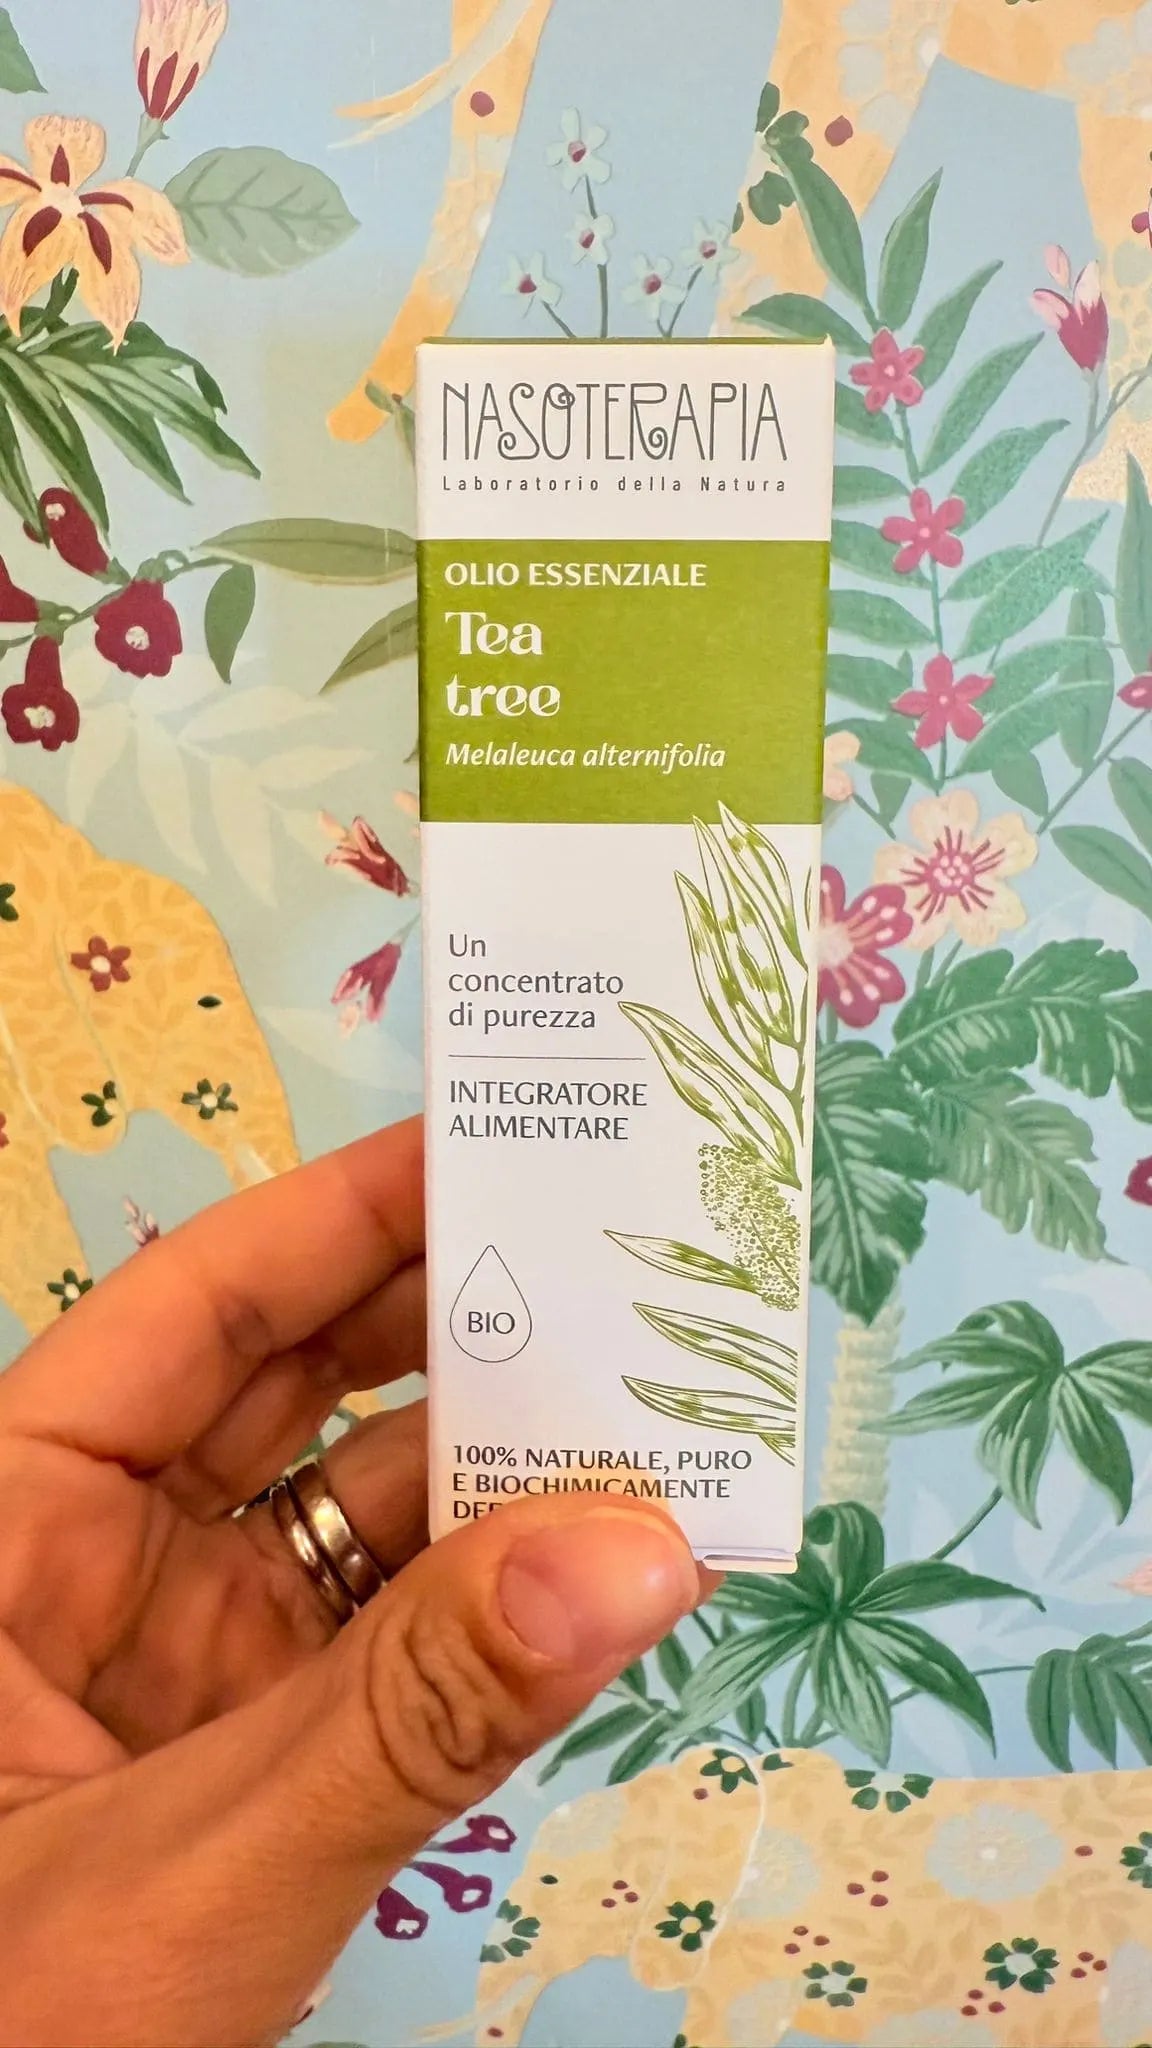 NASOTERAPIA
Laboratorio della Natura
OLIO ESSENZIALE
Tea
tree
Melaleuca alternifolia
Un
concentrato
di purezza
INTEGRATORE
ALIMENTARE
BIO
100% NATURALE, PURO
E BIOCHIMICAMENTE